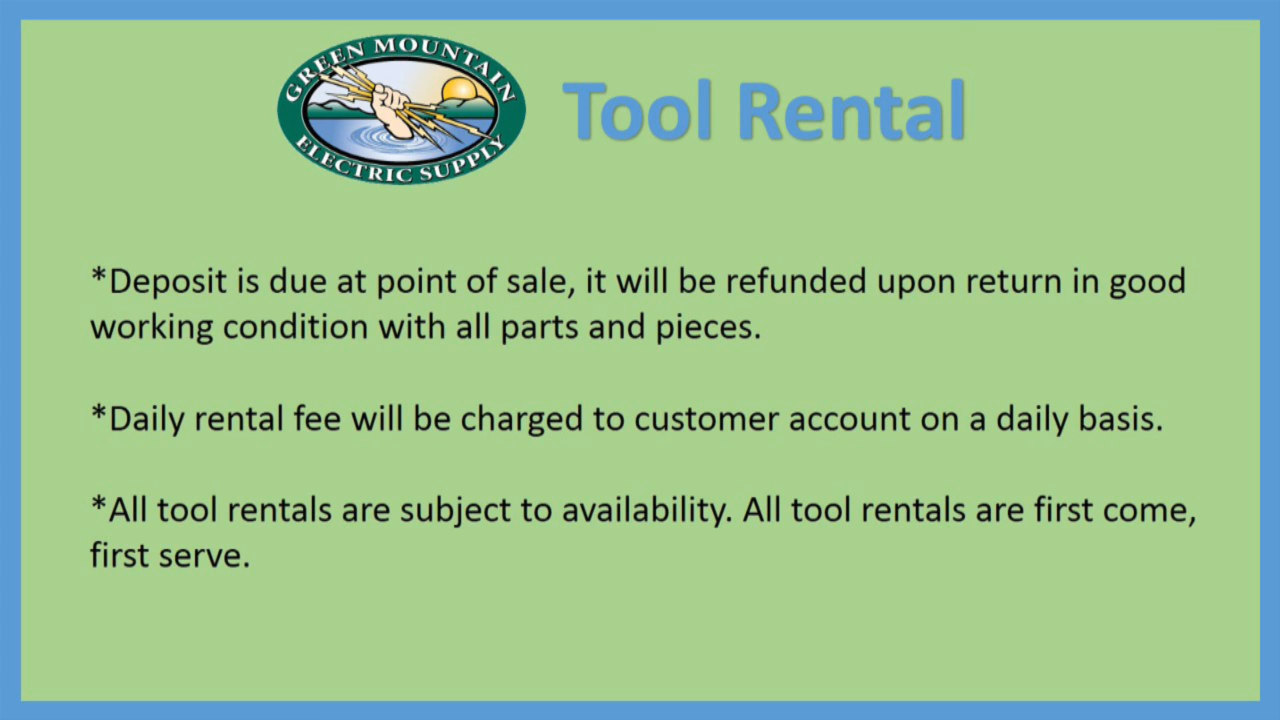 GREEN MOUNTAIN
ELECTRIC SUPPLY
Tool Rental
*Deposit is due at point of sale, it will be refunded upon return in good
working condition with all parts and pieces.
*Daily rental fee will be charged to customer account on a daily basis.
*All tool rentals are subject to availability. All tool rentals are first come,
first serve.